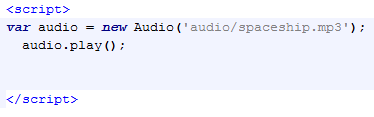 <script>
var audio = new Audio('audio/spaceship.mp3');
audio.play();
</script>